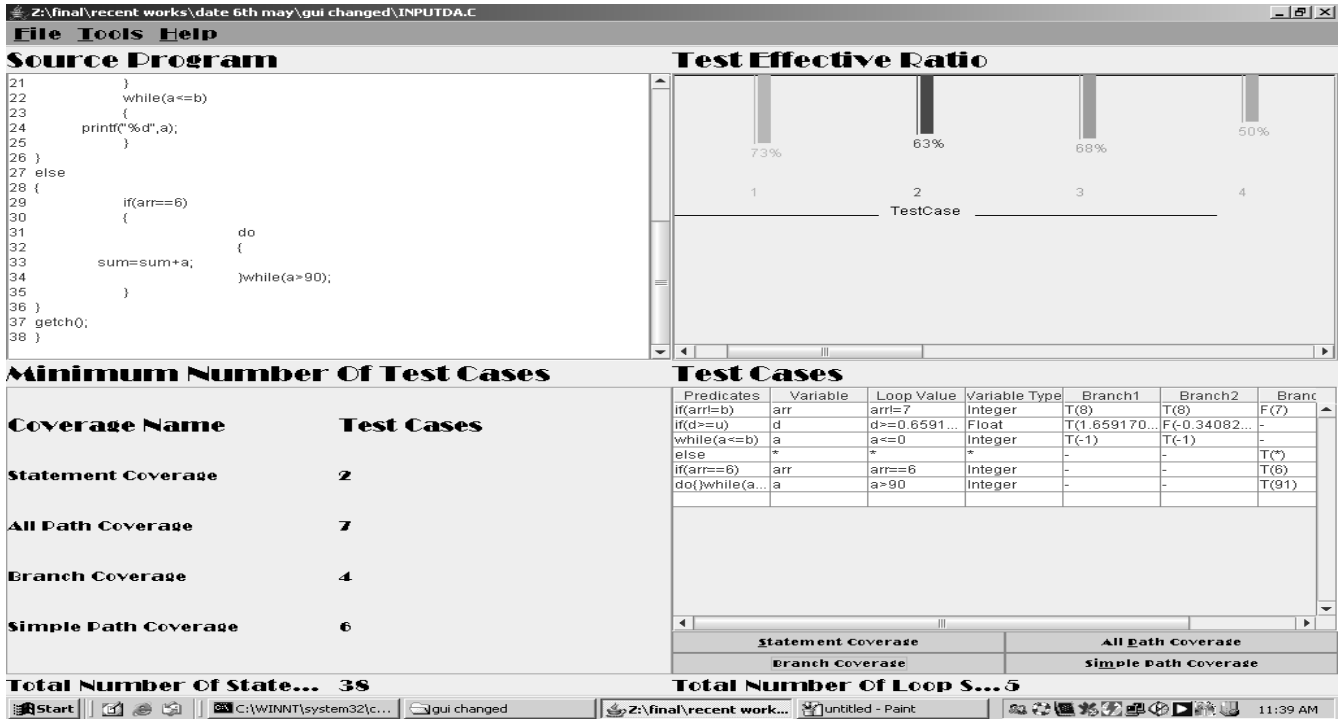 Z:\final\recent works\date 6th may\gui changed\INPUTDA.C
File Tools Help
Source Program
21 }
22 while(a<=b)
23 {
24 printf("%d",a);
25 }
26 }
27 else
28 {
29 if(arr==6)
30 {
31 do
32 {
33 sum=sum+a;
34 }while(a>90);
35 }
36 }
37 getch();
38 }
Test Effective Ratio
73% 63% 68% 50%
1 2 3 4
TestCase
Minimum Number Of Test Cases
Coverage Name Test Cases
Statement Coverage 2
All Path Coverage 7
Branch Coverage 4
Simple Path Coverage 6
Test Cases
Predicates Variable Loop Value Variable Type Branch1 Branch2 Branc
if(arr!=b) arr arr!=7 Integer T(8) T(8) F(7)
if(d>=u) d d>=0.6591... Float T(1.659170... F(-0.34082... -
while(a<=b) a a<=0 Integer T(-1) T(-1) -
else * * * - - T(*)
if(arr==6) arr arr==6 Integer - - T(6)
do{}while(a... a a>90 Integer - - T(91)
Statement Coverage All Path Coverage
Branch Coverage Simple Path Coverage
Total Number Of State... 38
Total Number Of Loop S... 5
Start C:\WINNT\system32\c... gui changed Z:\final\recent work... untitled - Paint 11:39 AM